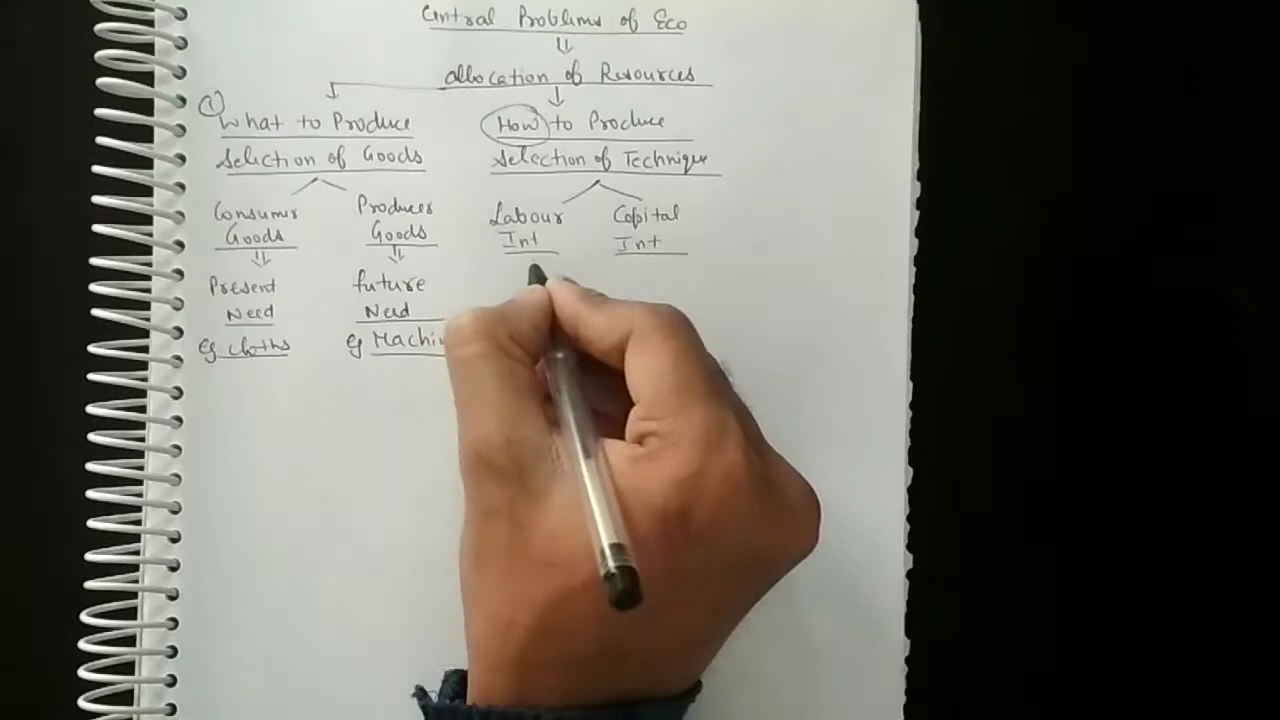 Central Problems of Eco
⇓
allocation of Resources
① What to Produce
Selection of Goods
Consumer Goods
⇓
Present
Need
eg cloths
Producer
Goods
⇓
future
Need
eg
How to Produce
Selection of Technique
Labour
Int
Capital
Int